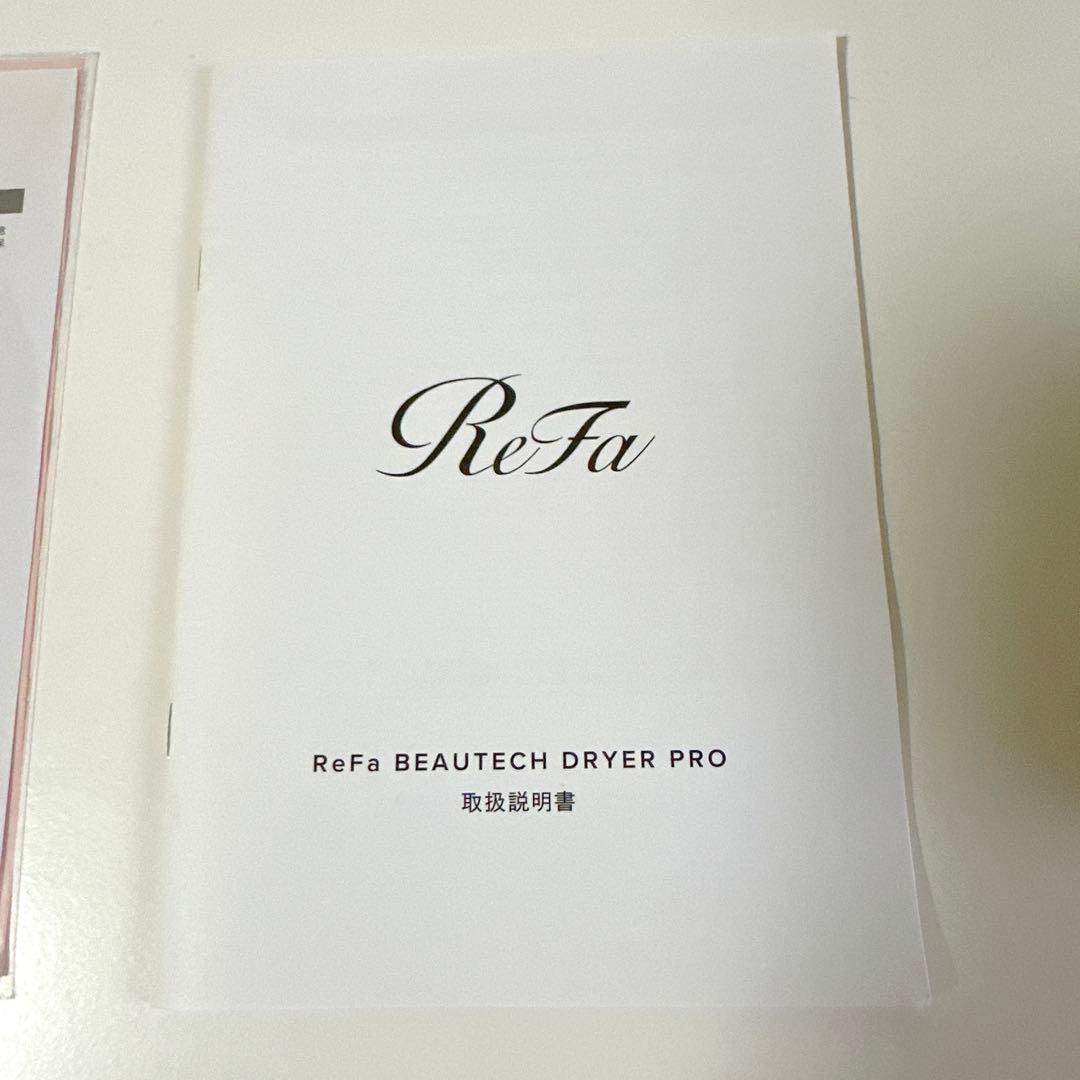 ReFa
ReFa BEAUTECH DRYER PRO
取扱説明書